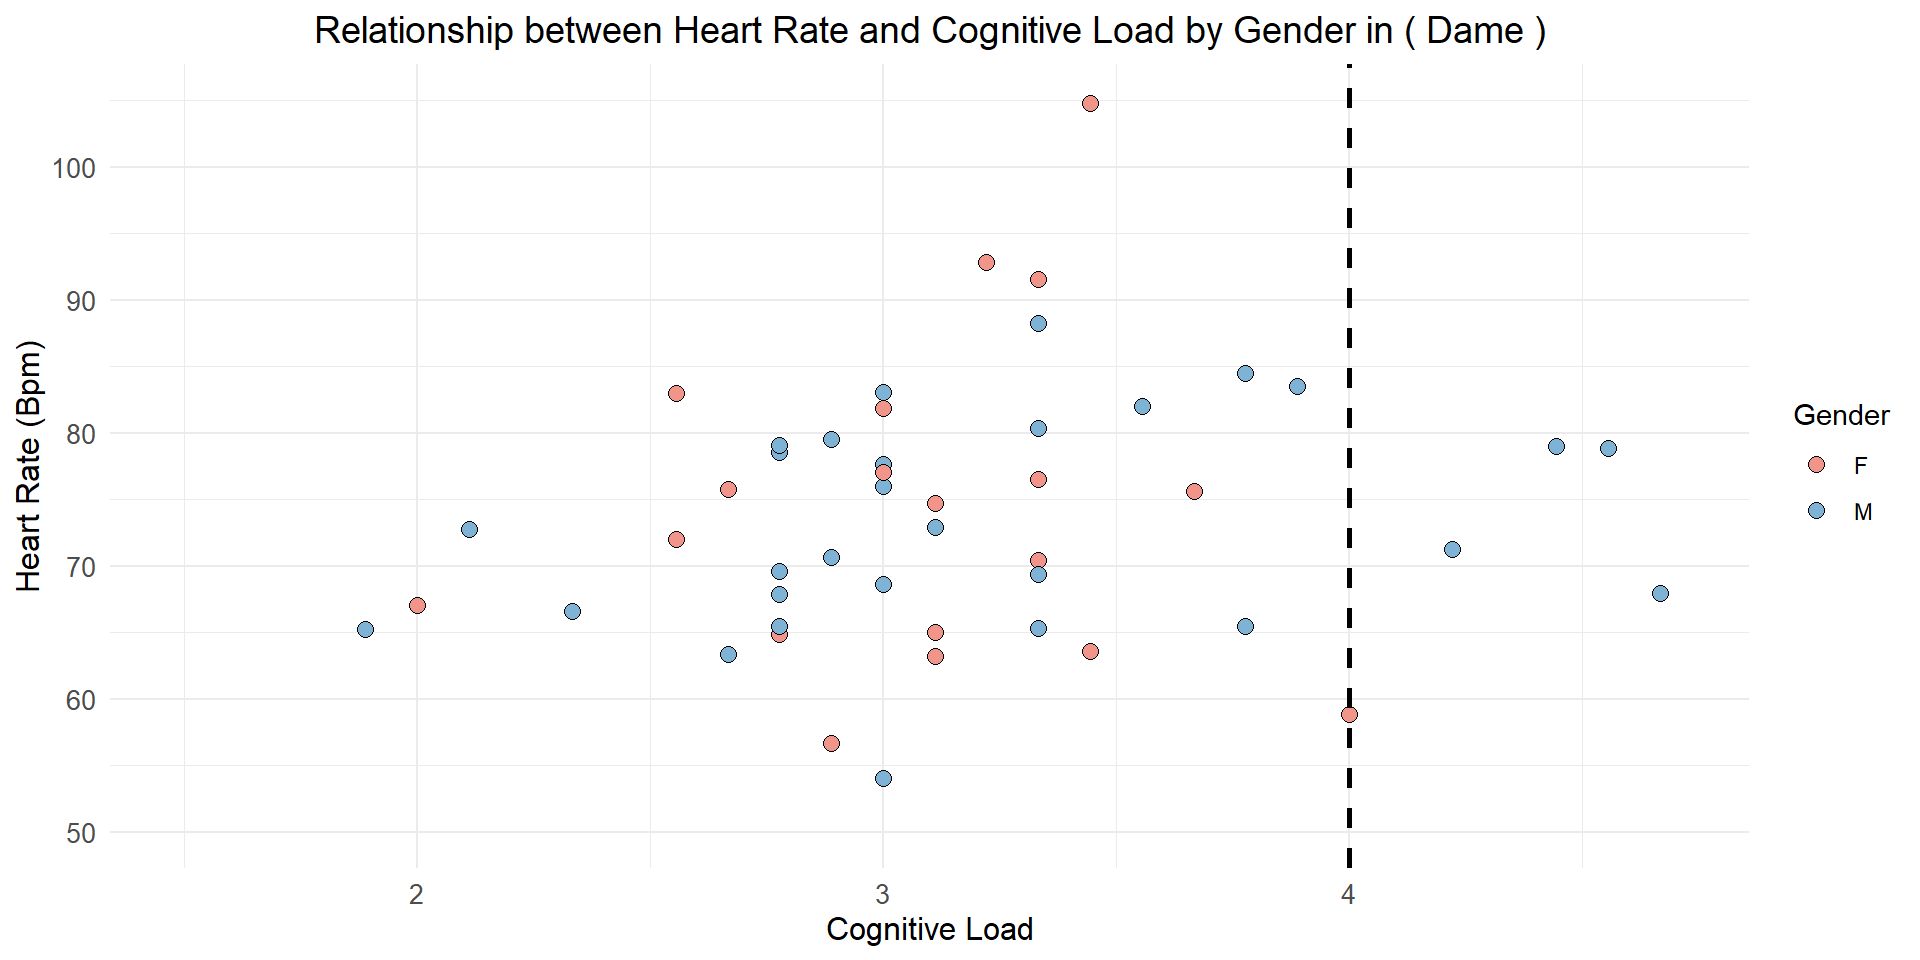 Relationship between Heart Rate and Cognitive Load by Gender in ( Dame )
Heart Rate (Bpm)
100
90
80
70
60
50
2
3
4
Cognitive Load
Gender
F
M